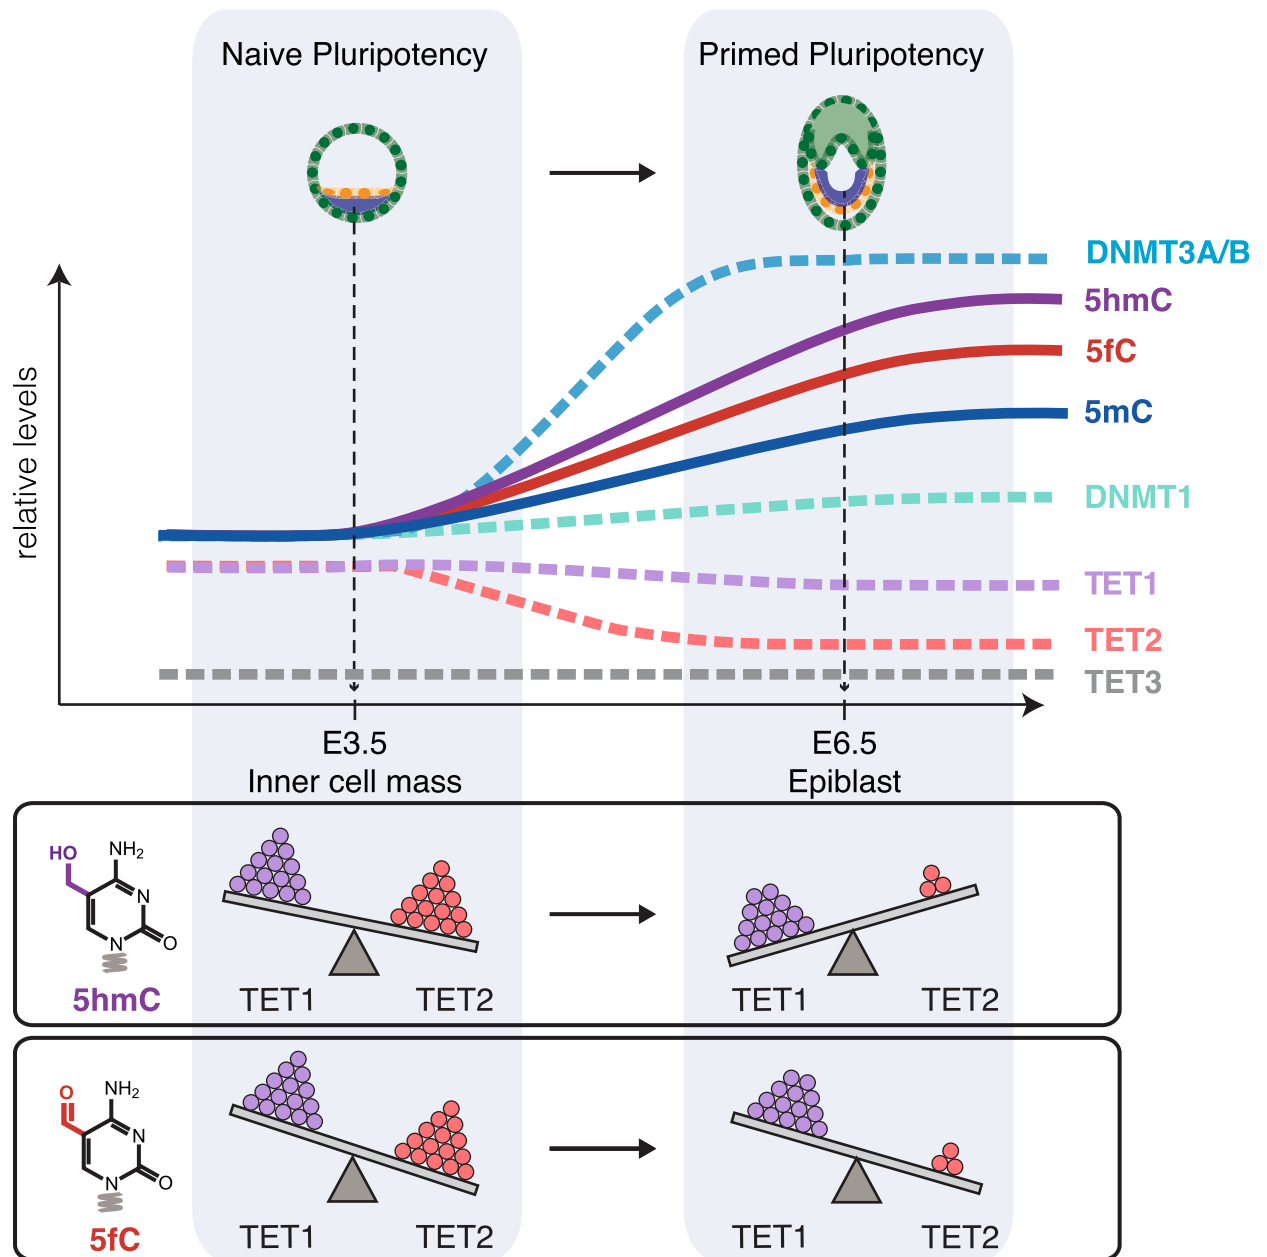 Naive Pluripotency
Primed Pluripotency
DNMT3A/B
5hmC
5fC
5mC
DNMT1
TET1
TET2
TET3
relative levels
E3.5
Inner cell mass
E6.5
Epiblast
HO
NH2
N
N
O
5hmC
TET1
TET2
TET1
TET2
O
NH2
N
N
O
5fC
TET1
TET2
TET1
TET2